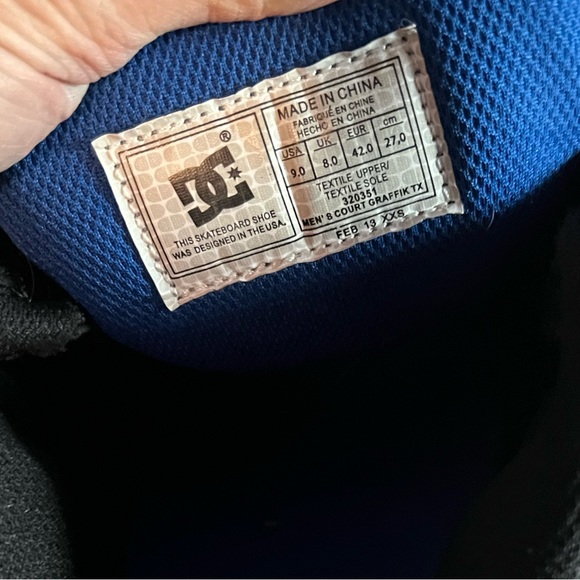 DC
®
THIS SKATEBOARD SHOE
WAS DESIGNED IN THE USA.
MADE IN CHINA
FABRIQUÉ EN CHINE
HECHO EN CHINA
USA UK EUR cm
9.0 8.0 42.0 27.0
TEXTILE UPPER/
TEXTILE SOLE
320351
MEN'S COURT GRAFFIK TX
FEB 13 XXS